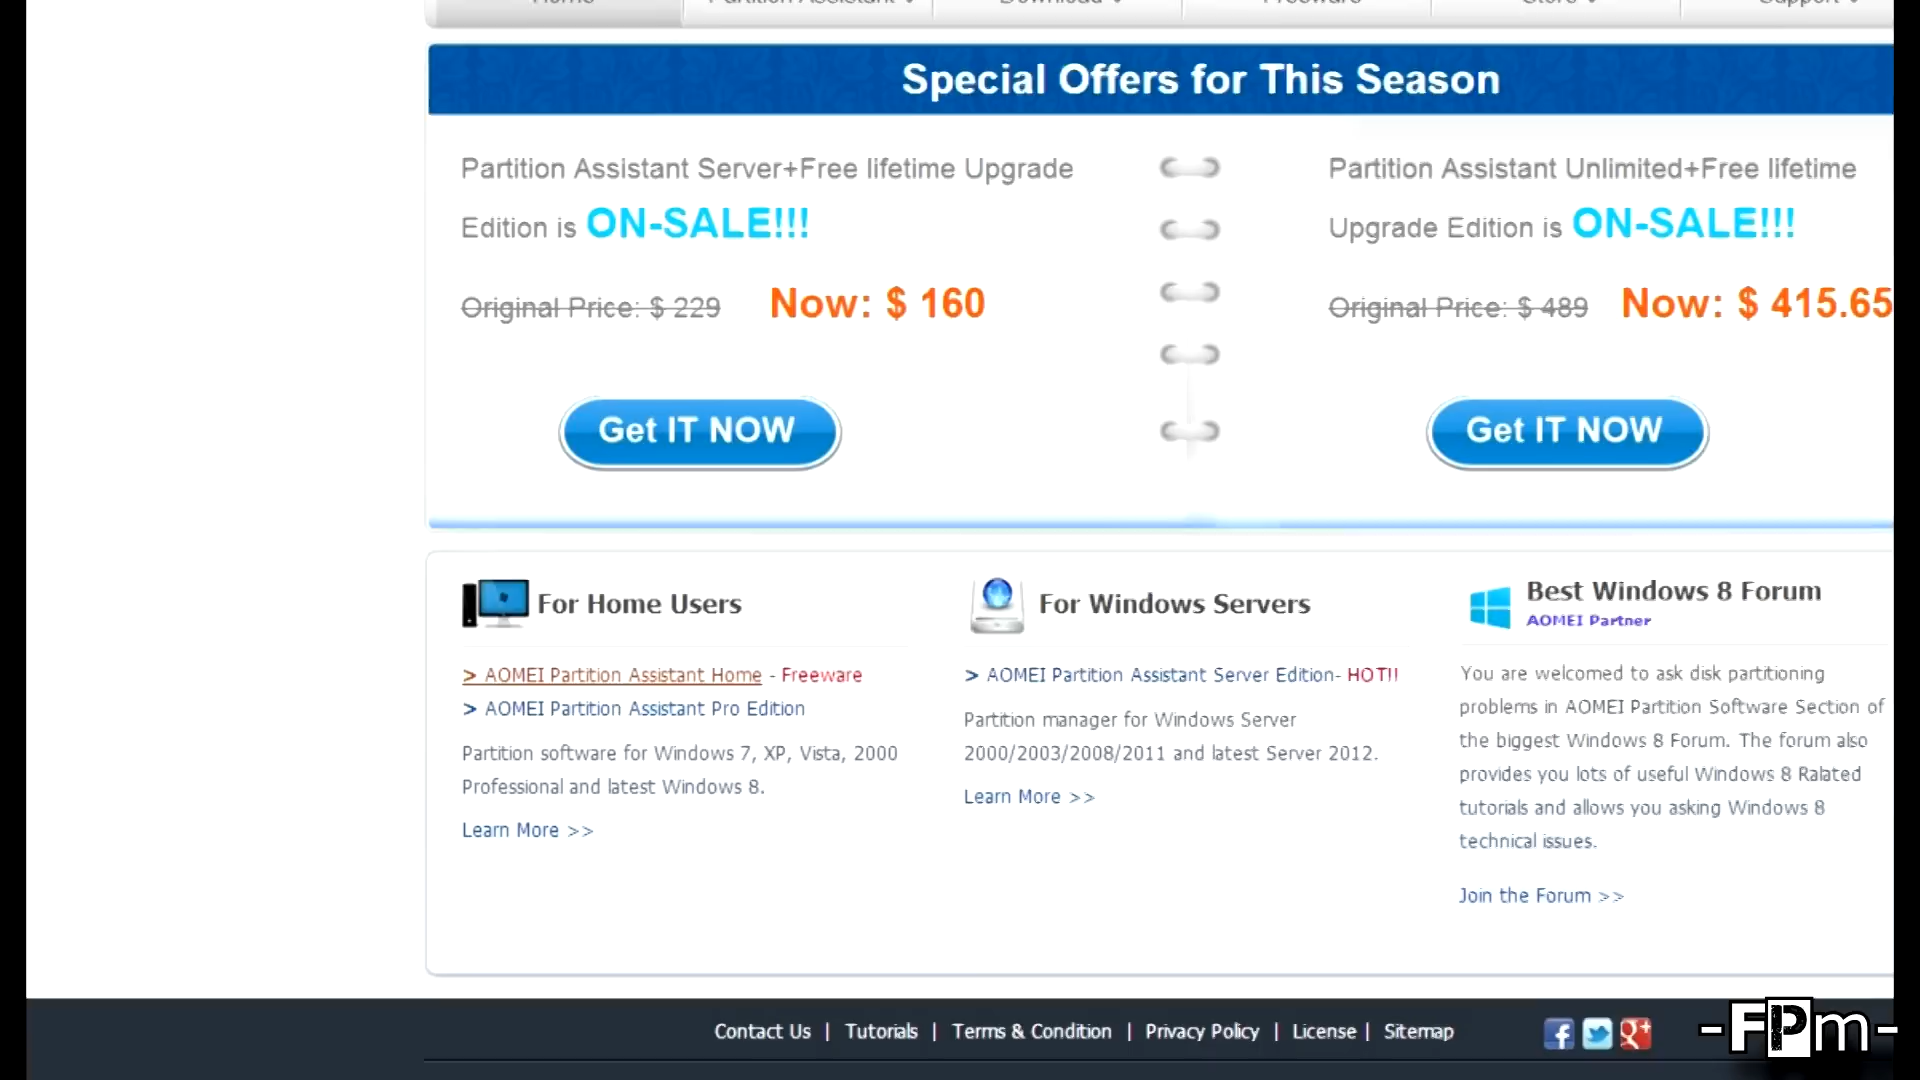 Home Partition Assistant Download Freeware Store Support
Special Offers for This Season
Partition Assistant Server+Free lifetime Upgrade
Edition is ON-SALE!!!
Original Price: $ 229 Now: $ 160
Get IT NOW
Partition Assistant Unlimited+Free lifetime
Upgrade Edition is ON-SALE!!!
Original Price: $ 489 Now: $ 415.65
Get IT NOW
For Home Users
> AOMEI Partition Assistant Home - Freeware
> AOMEI Partition Assistant Pro Edition
Partition software for Windows 7, XP, Vista, 2000
Professional and latest Windows 8.
Learn More >>
For Windows Servers
> AOMEI Partition Assistant Server Edition- HOT!!
Partition manager for Windows Server
2000/2003/2008/2011 and latest Server 2012.
Learn More >>
Best Windows 8 Forum
AOMEI Partner
You are welcomed to ask disk partitioning
problems in AOMEI Partition Software Section of
the biggest Windows 8 Forum. The forum also
provides you lots of useful Windows 8 Ralated
tutorials and allows you asking Windows 8
technical issues.
Join the Forum >>
Contact Us | Tutorials | Terms & Condition | Privacy Policy | License | Sitemap
-FPm-